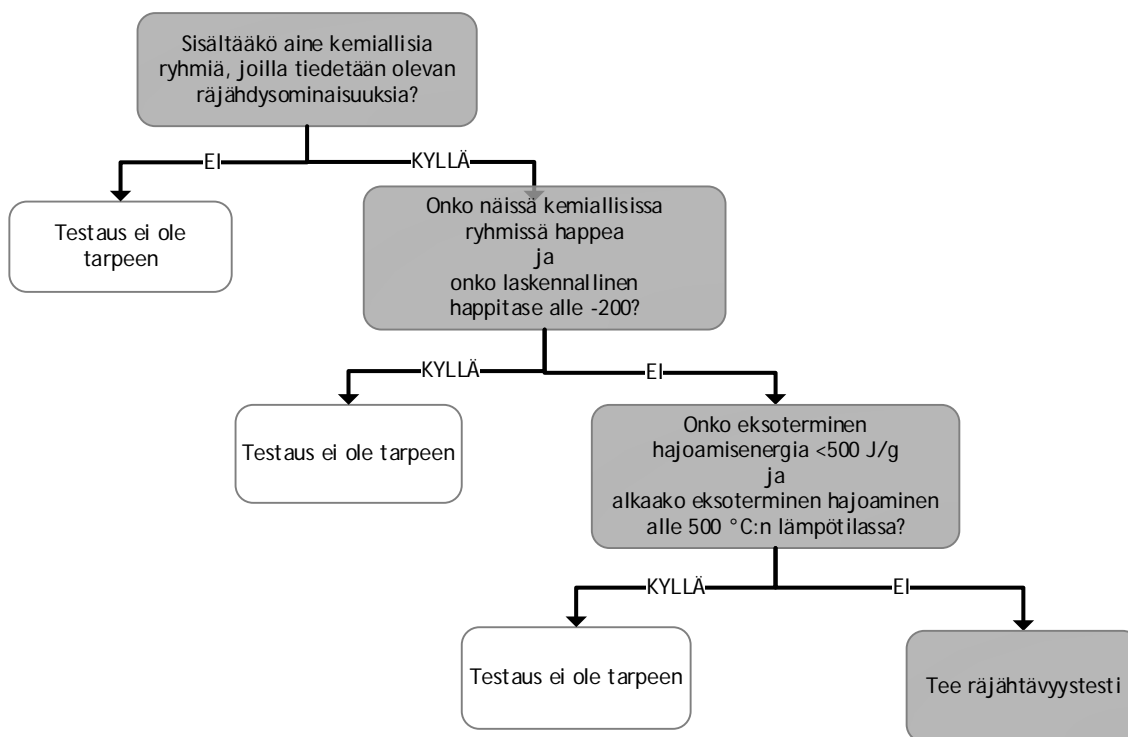 Sisältääkö aine kemiallisia
ryhmiä, joilla tiedetään olevan
räjähdysominaisuuksia?
EI
KYLLÄ
Testaus ei ole
tarpeen
Onko näissä kemiallisissa
ryhmissä happea
ja
onko laskennallinen
happitase alle -200?
KYLLÄ
EI
Testaus ei ole tarpeen
Onko eksoterminen
hajoamisenergia <500 J/g
ja
alkaako eksoterminen hajoaminen
alle 500 °C:n lämpötilassa?
KYLLÄ
EI
Testaus ei ole tarpeen
Tee räjähtävyystesti